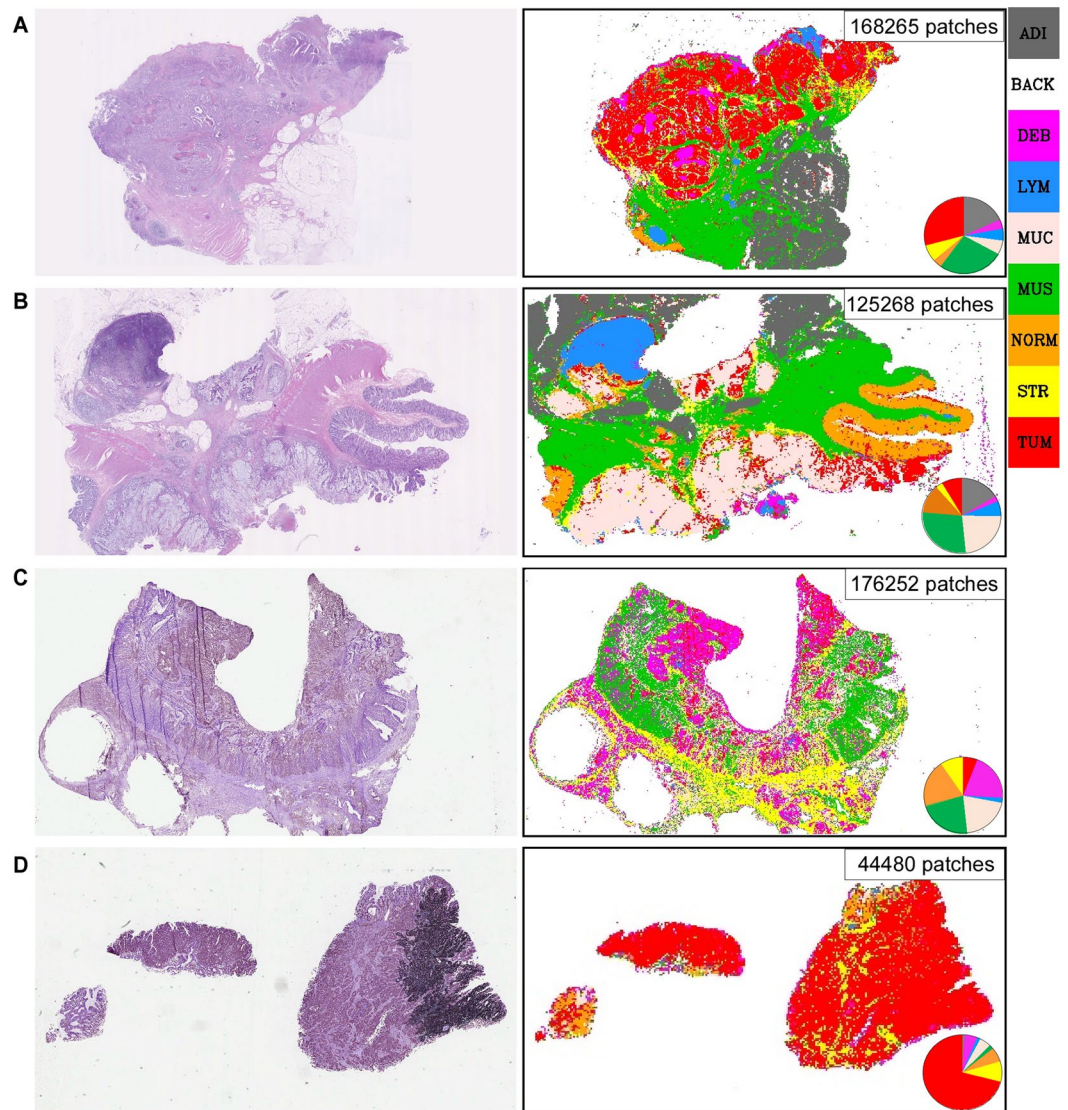 A
168265 patches
ADI
BACK
DEB
LYM
MUC
MUS
NORM
STR
TUM
B
125268 patches
C
176252 patches
D
44480 patches